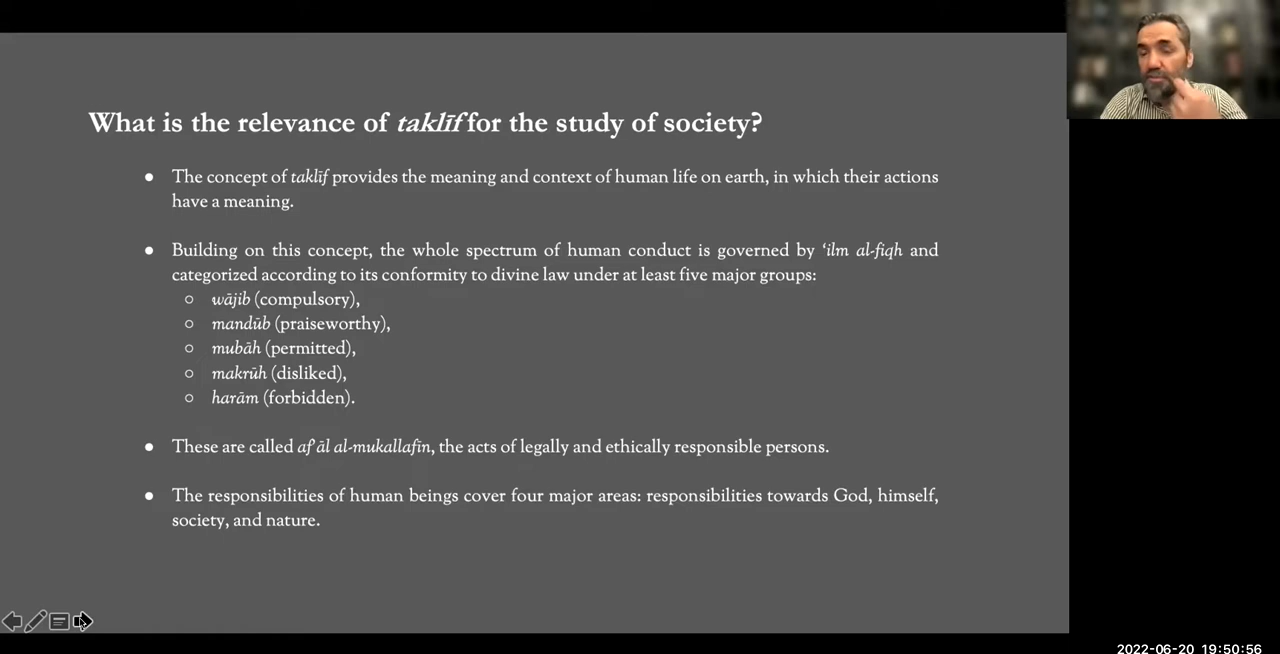 What is the relevance of taklīf for the study of society?
● The concept of taklīf provides the meaning and context of human life on earth, in which their actions
have a meaning.
● Building on this concept, the whole spectrum of human conduct is governed by ‘ilm al-fiqh and
categorized according to its conformity to divine law under at least five major groups:
○ wājib (compulsory),
○ mandūb (praiseworthy),
○ mubāh (permitted),
○ makrūh (disliked),
○ harām (forbidden).
● These are called af'āl al-mukallafīn, the acts of legally and ethically responsible persons.
● The responsibilities of human beings cover four major areas: responsibilities towards God, himself,
society, and nature.
2022-06-20 19:50:56